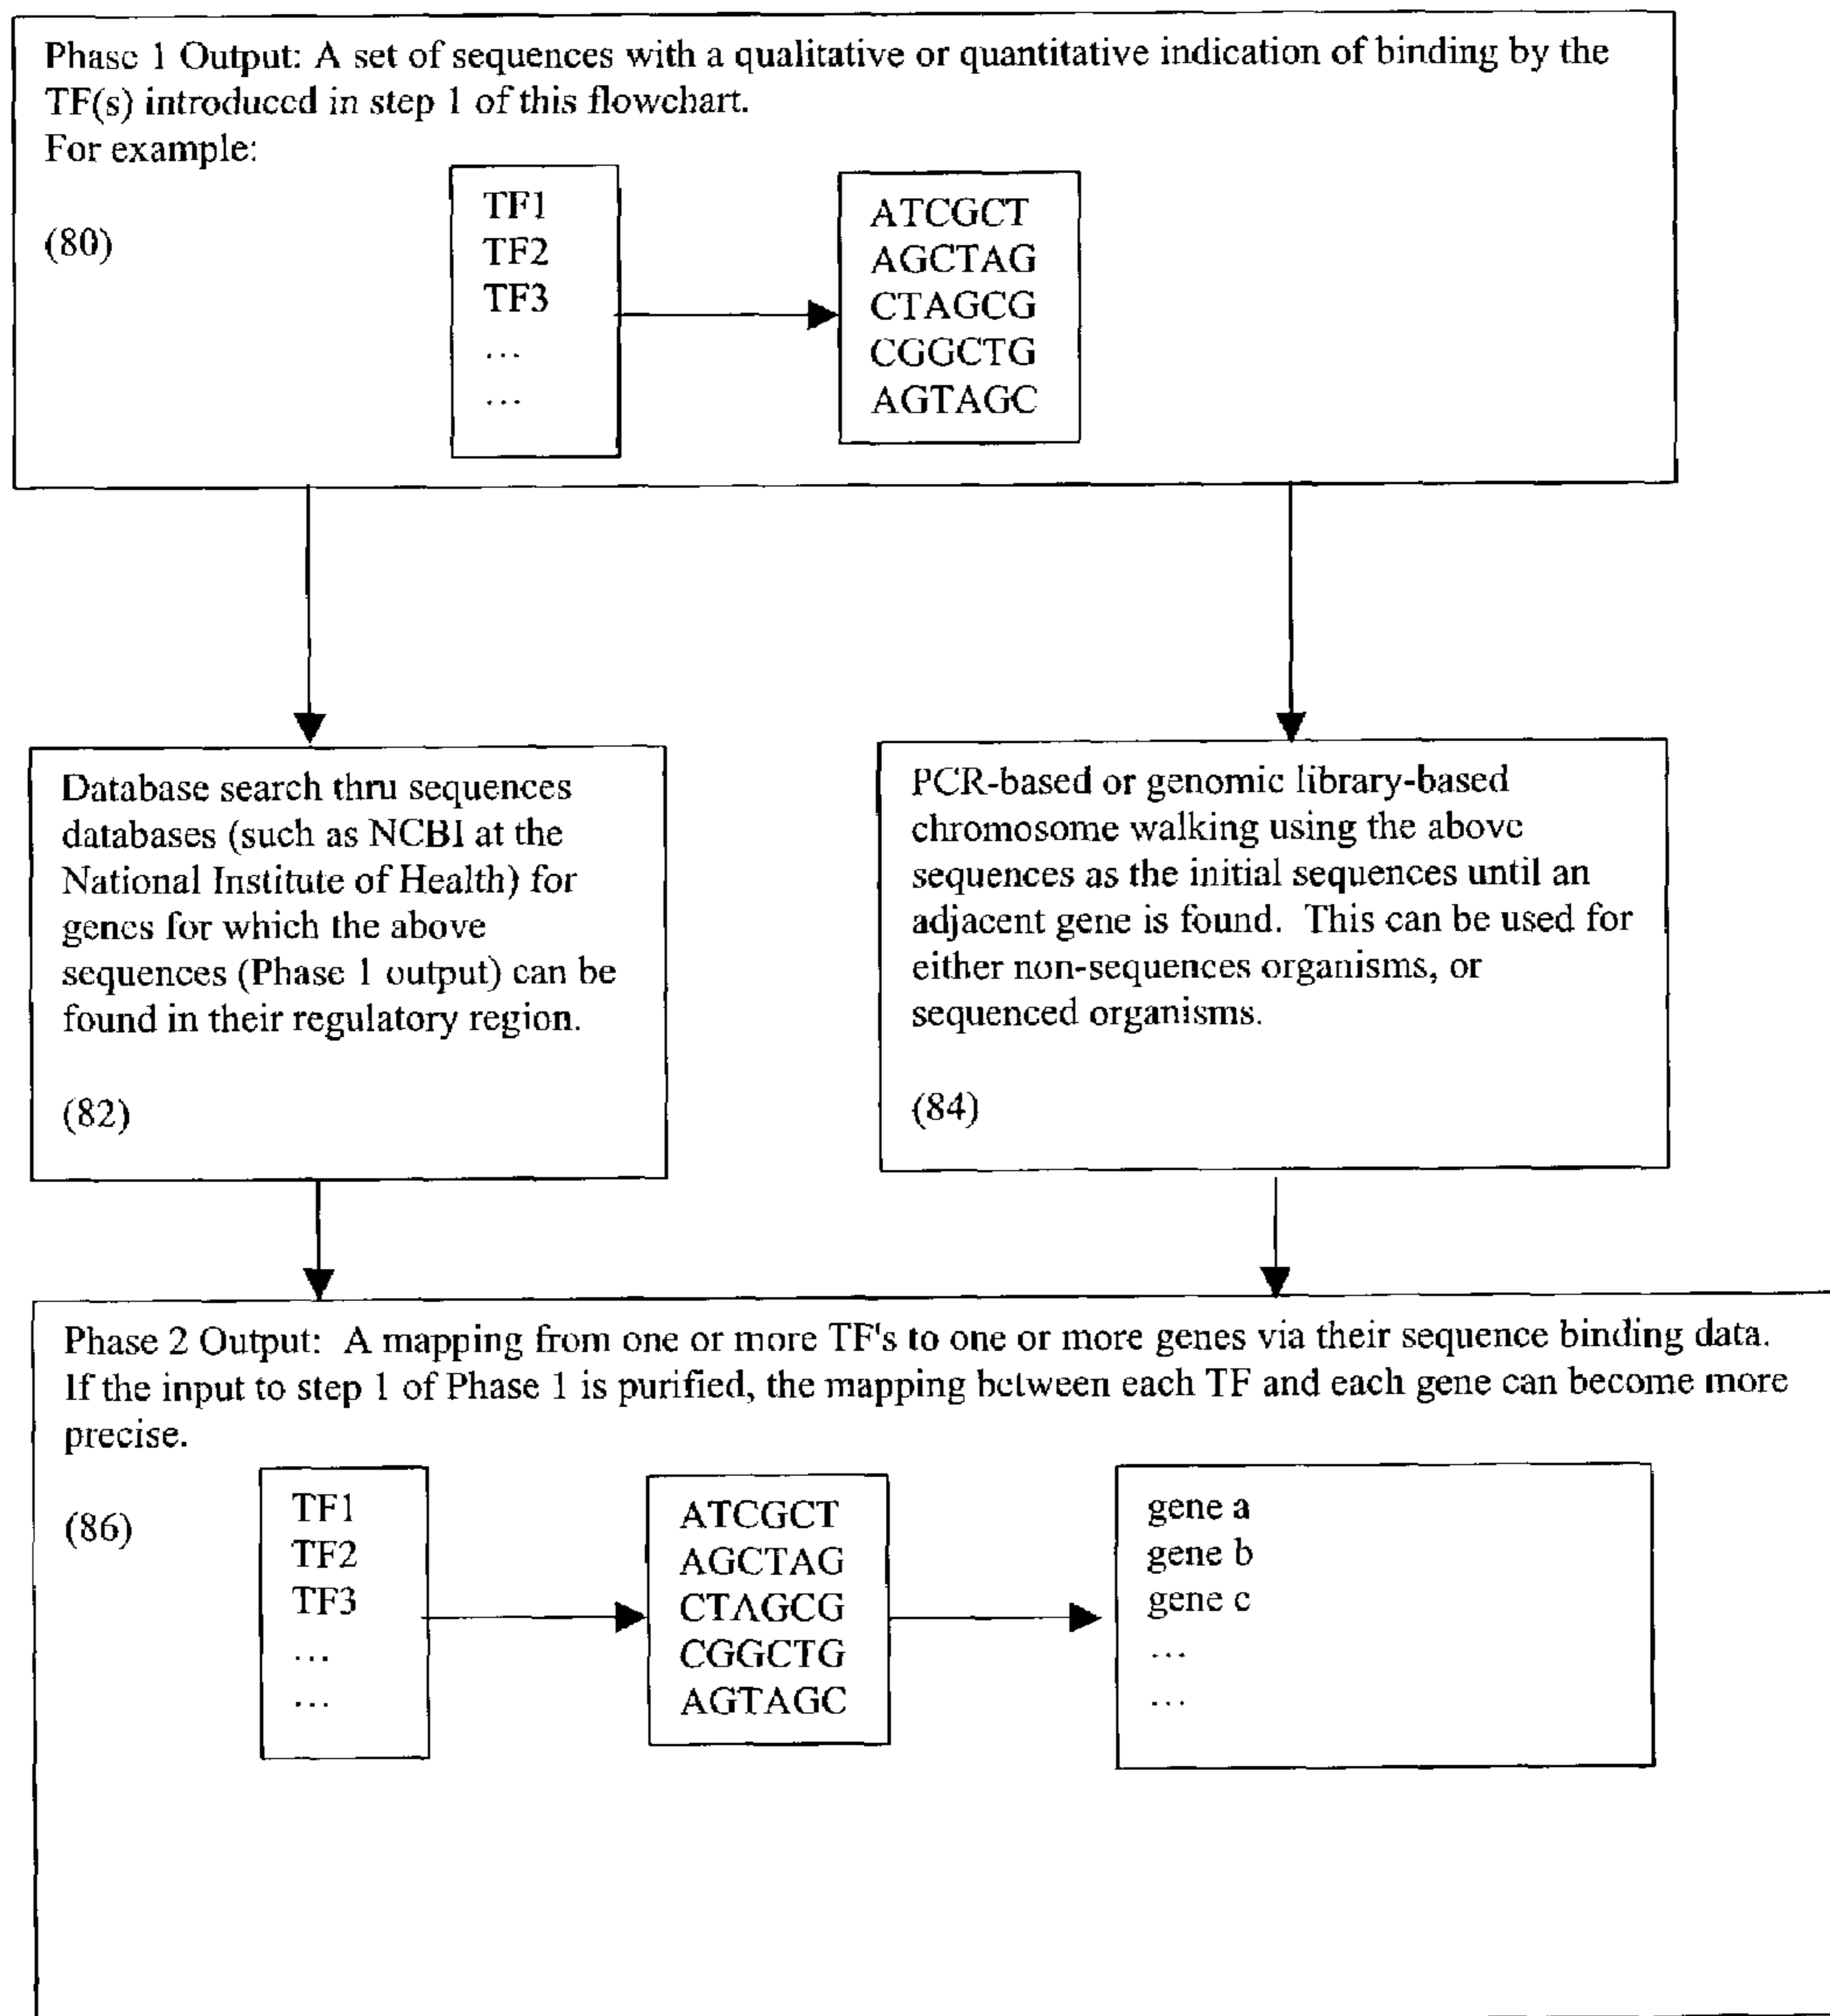 Phase 1 Output: A set of sequences with a qualitative or quantitative indication of binding by the
TF(s) introduced in step 1 of this flowchart.
For example:
(80)
TF1
TF2
TF3
...
...
ATCGCT
AGCTAG
CTAGCG
CGGCTG
AGTAGC
Database search thru sequences
databases (such as NCBI at the
National Institute of Health) for
genes for which the above
sequences (Phase 1 output) can be
found in their regulatory region.
(82)
PCR-based or genomic library-based
chromosome walking using the above
sequences as the initial sequences until an
adjacent gene is found.  This can be used for
either non-sequences organisms, or
sequenced organisms.
(84)
Phase 2 Output:  A mapping from one or more TF's to one or more genes via their sequence binding data.
If the input to step 1 of Phase 1 is purified, the mapping between each TF and each gene can become more
precise.
(86)
TF1
TF2
TF3
...
...
ATCGCT
AGCTAG
CTAGCG
CGGCTG
AGTAGC
gene a
gene b
gene c
...
...